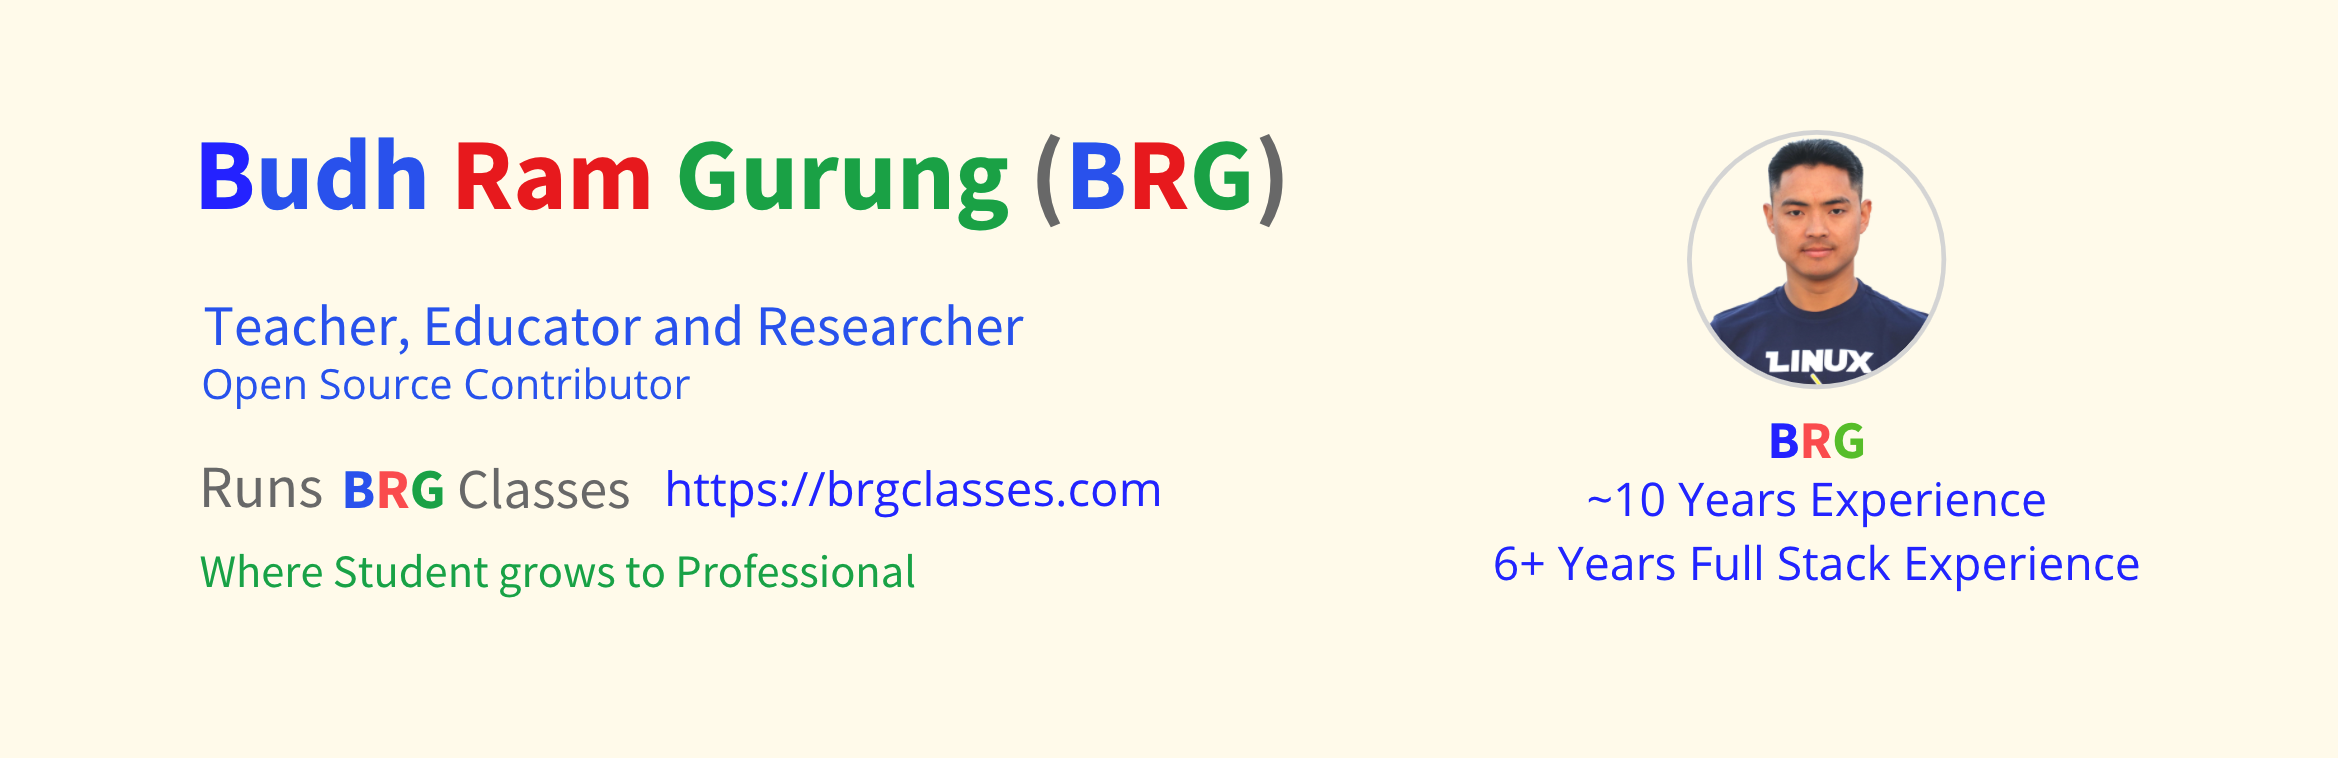 Budh Ram Gurung (BRG)
Teacher, Educator and Researcher
Open Source Contributor
Runs BRG Classes https://brgclasses.com
Where Student grows to Professional
LINUX
BRG
~10 Years Experience
6+ Years Full Stack Experience